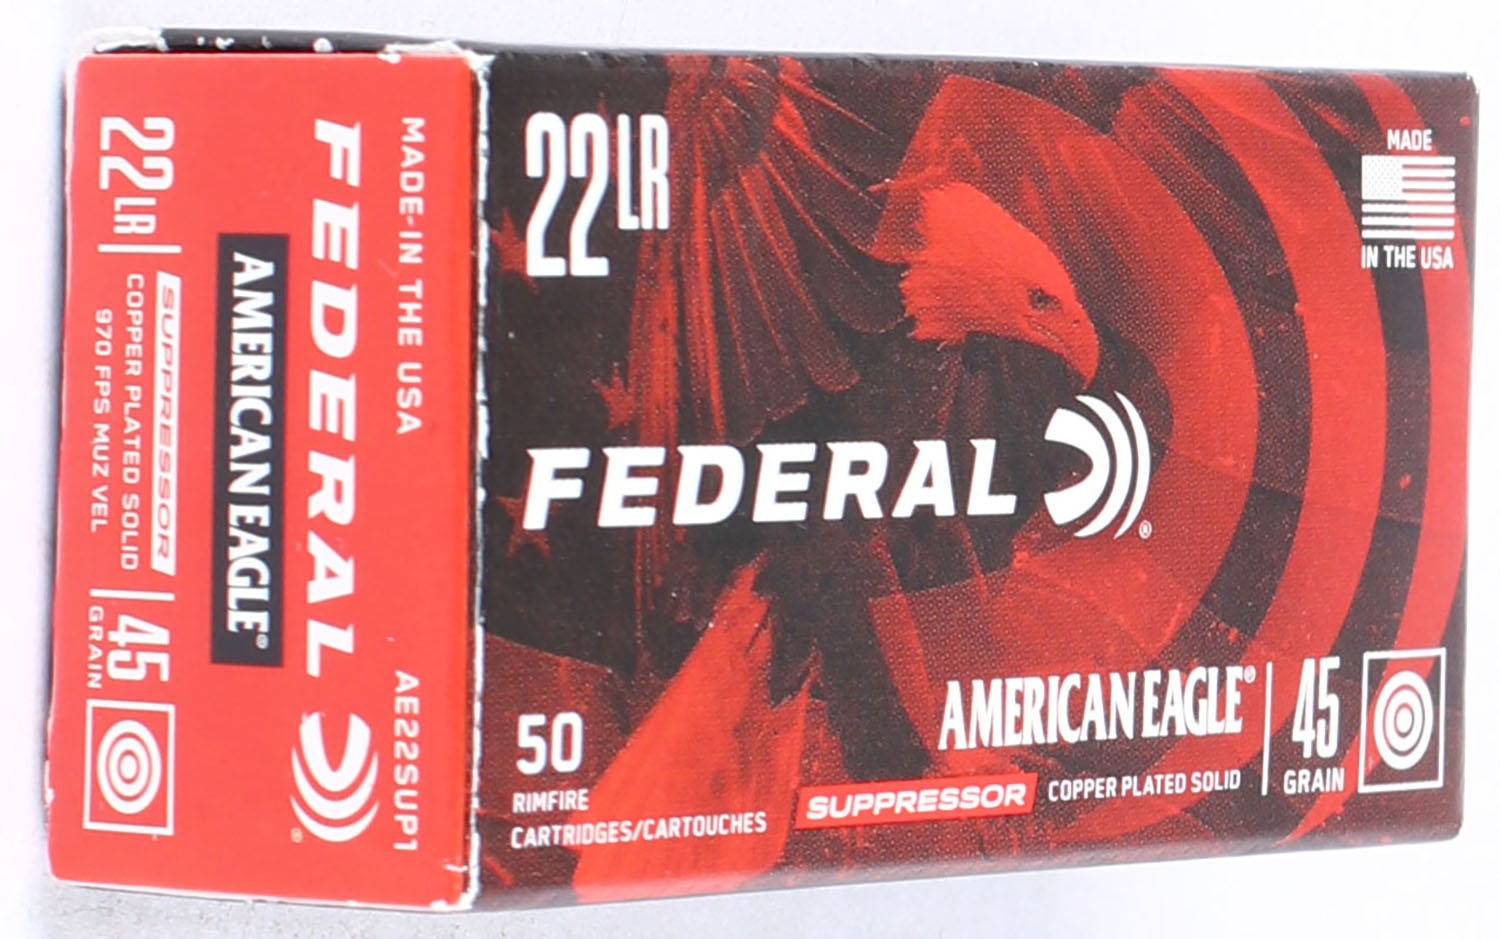 MADE-IN THE USA
AE22SUP1
FEDERAL
®
AMERICAN EAGLE®
22 LR
SUPPRESSOR
COPPER PLATED SOLID
970 FPS MUZ VEL
45
GRAIN
22 LR
MADE
IN THE USA
FEDERAL
®
50
RIMFIRE
CARTRIDGES/CARTOUCHES
AMERICAN EAGLE®
SUPPRESSOR COPPER PLATED SOLID
45
GRAIN